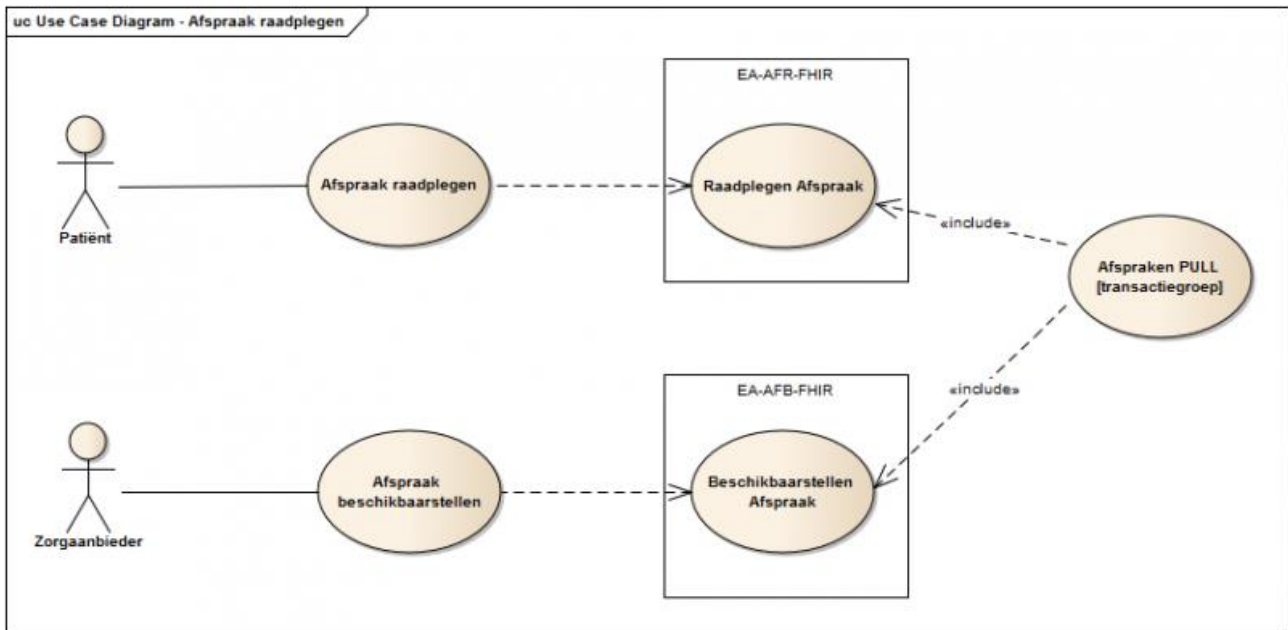 uc Use Case Diagram - Afspraak raadplegen
EA-AFR-FHIR
Patiënt
Afspraak raadplegen
Raadplegen Afspraak
«include»
Afspraken PULL
[transactiegroep]
«include»
EA-AFB-FHIR
Zorgaanbieder
Afspraak
beschikbaarstellen
Beschikbaarstellen
Afspraak